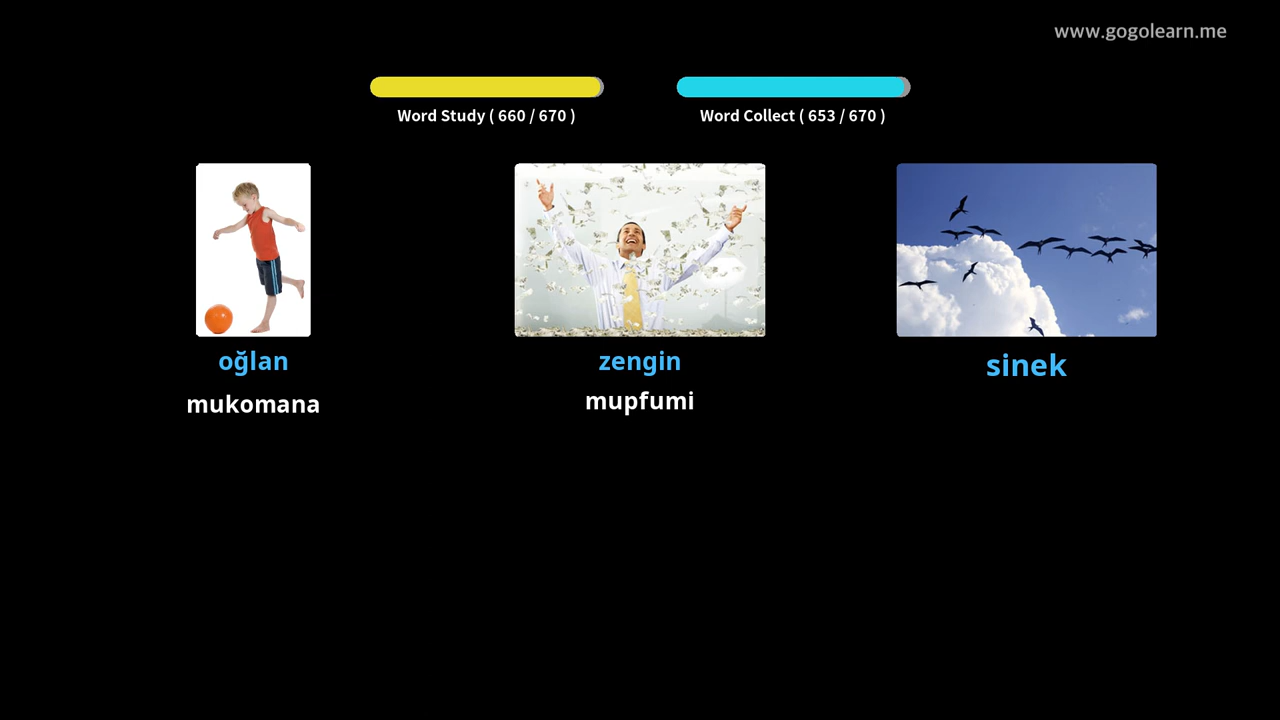 www.gogolearn.me
Word Study ( 660 / 670 )
Word Collect ( 653 / 670 )
oğlan
zengin
sinek
mukomana
mupfumi